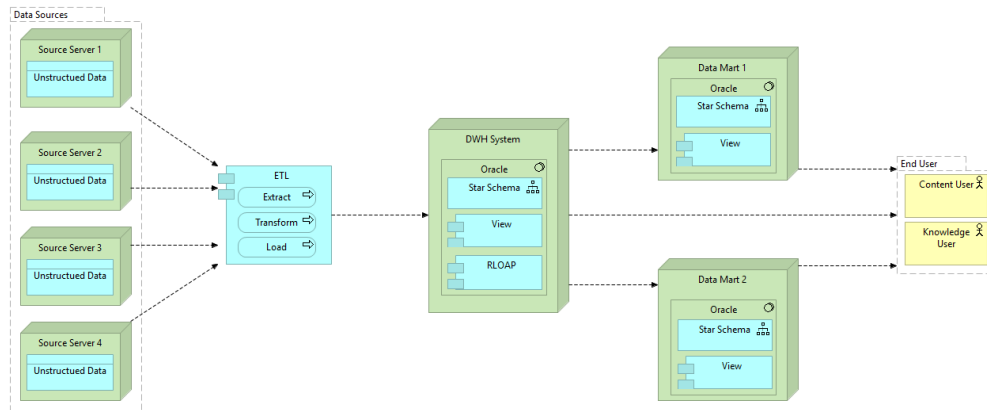 Data Sources
Source Server 1
Unstructued Data
Source Server 2
Unstructued Data
Source Server 3
Unstructued Data
Source Server 4
Unstructued Data
ETL
Extract
Transform
Load
DWH System
Oracle
Star Schema
View
RLOAP
Data Mart 1
Oracle
Star Schema
View
Data Mart 2
Oracle
Star Schema
View
End User
Content User
Knowledge
User